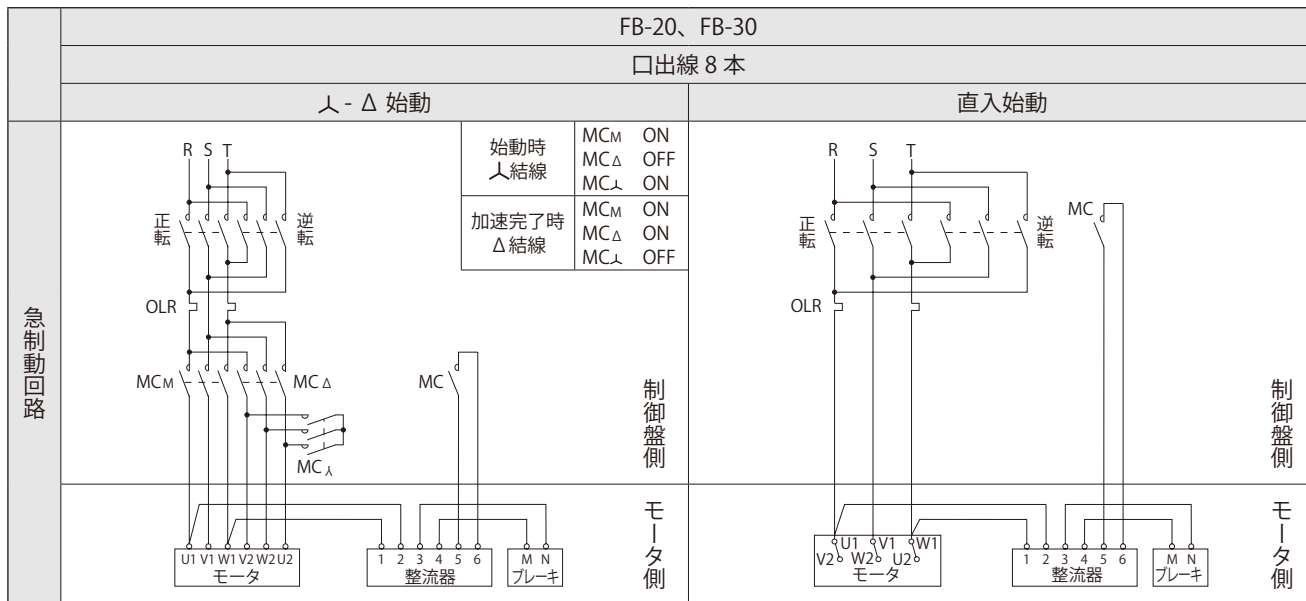 FB-20、FB-30
口出線 8 本
人 - Δ 始動
直入始動
急制動回路
始動時
人結線
MCM ON
MCΔ OFF
MC人 ON
加速完了時
Δ結線
MCM ON
MCΔ ON
MC人 OFF
R S T
正転
逆転
OLR
MCM
MCΔ
MC
MC人
制御盤側
U1 V1 W1 V2 W2 U2
モータ
1 2 3 4 5 6
整流器
M N
ブレーキ
モータ側
R S T
正転
逆転
MC
OLR
制御盤側
U1 V1 W1
V2 W2 U2
モータ
1 2 3 4 5 6
整流器
M N
ブレーキ
モータ側